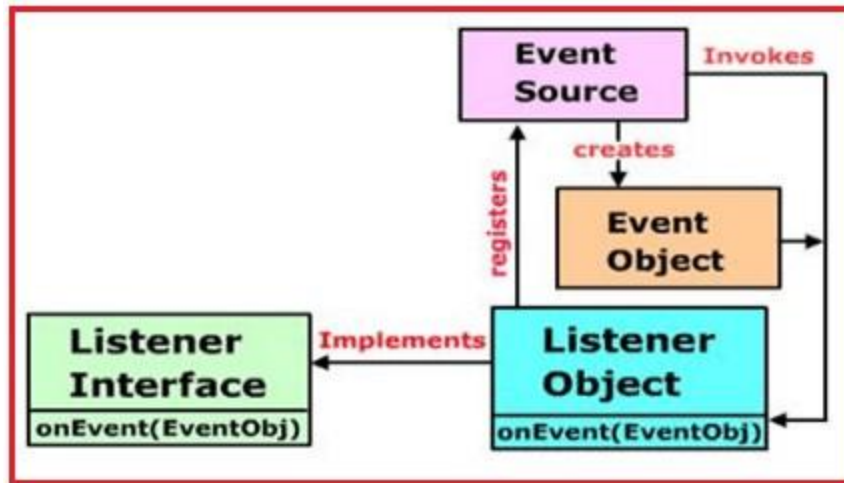 Event
Source
Invokes
creates
registers
Event
Object
Listener
Interface
onEvent(EventObj)
Implements
Listener
Object
onEvent(EventObj)